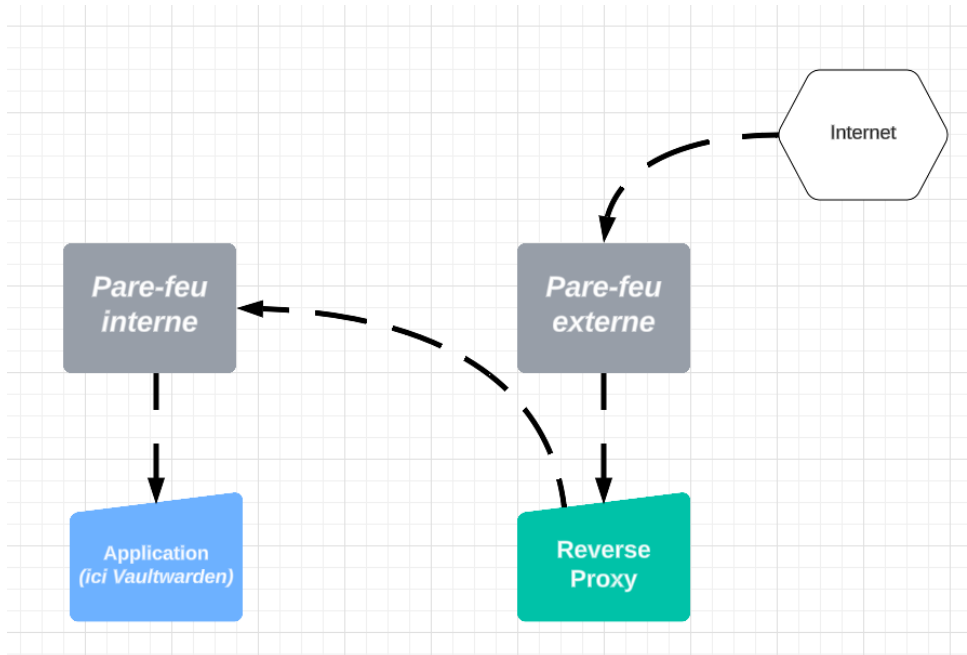 Internet
Pare-feu
interne
Pare-feu
externe
Application
(ici Vaultwarden)
Reverse
Proxy